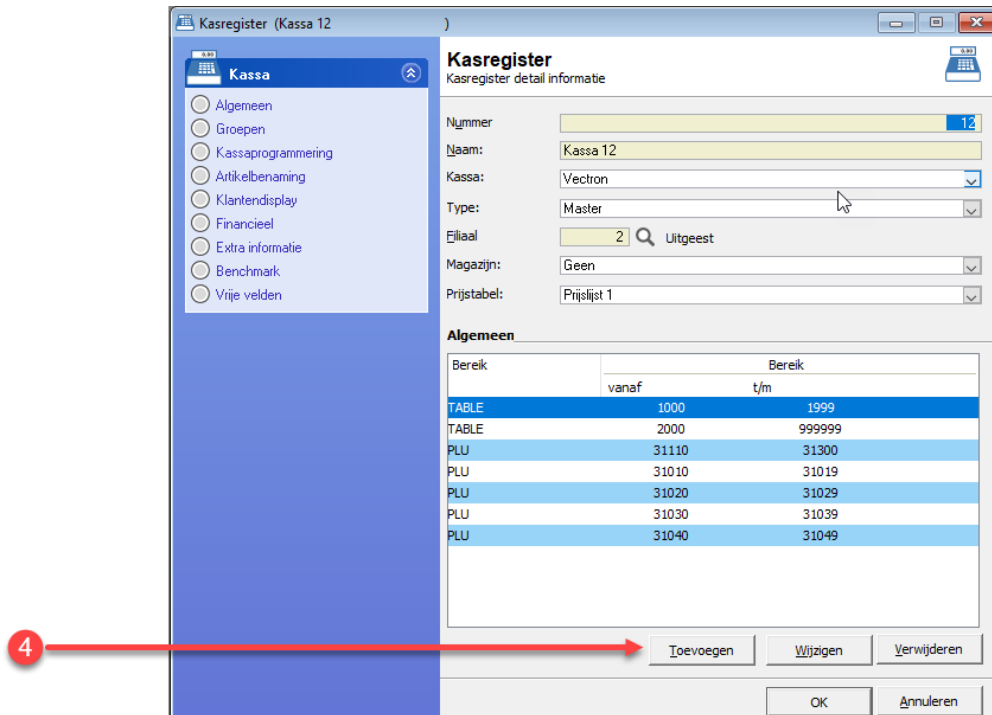 Kasregister (Kassa 12 )
0.00
Kassa
Algemeen
Groepen
Kassaprogrammering
Artikelbenaming
Klantendisplay
Financieel
Extra informatie
Benchmark
Vrije velden
Kasregister
Kasregister detail informatie
Nummer 12
Naam: Kassa 12
Kassa: Vectron
Type: Master
Filiaal 2 Uitgeest
Magazijn: Geen
Prijstabel: Prijslijst 1
Algemeen
Bereik Bereik
vanaf t/m
TABLE 1000 1999
TABLE 2000 999999
PLU 31110 31300
PLU 31010 31019
PLU 31020 31029
PLU 31030 31039
PLU 31040 31049
4 Toevoegen Wijzigen Verwijderen
OK Annuleren